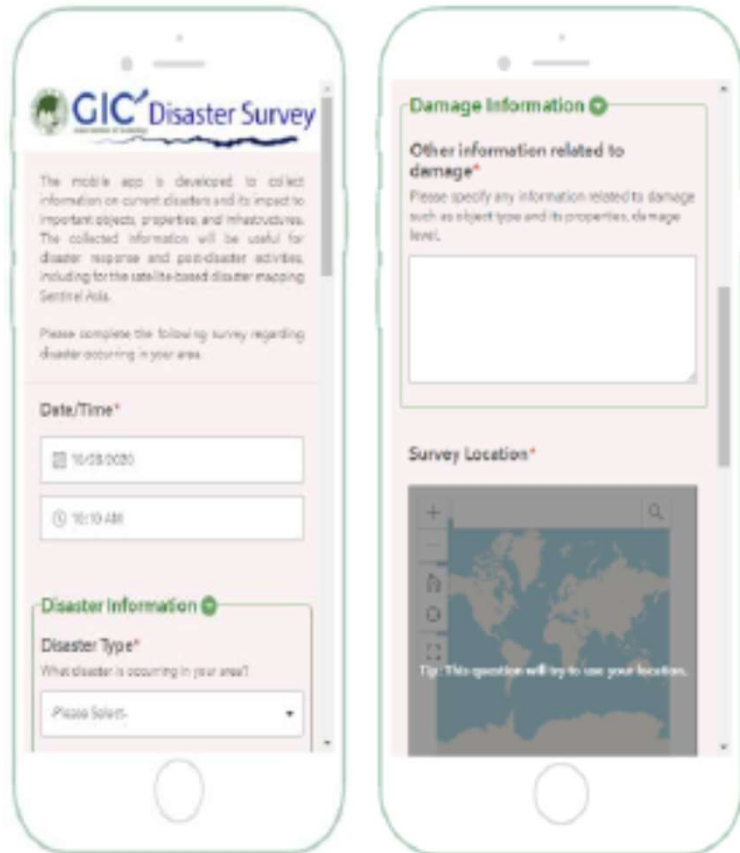 GIC Disaster Survey
The mobile app is developed to collect
information on current disasters and its impact to
important objects, properties, and infrastructures.
The collected information will be useful for
disaster response and post-disaster activities,
including for the satellite-based disaster mapping
Sentinel Asia.
Please complete the following survey regarding
disaster occurring in your area.
Date/Time*
10/28/2020
10:10 AM
Disaster Information
Disaster Type*
What disaster is occurring in your area?
-Please Select-
Damage Information
Other information related to
damage*
Please specify any information related to damage
such as object type and its properties, damage
level.
Survey Location*
Tip: This question will try to use your location.